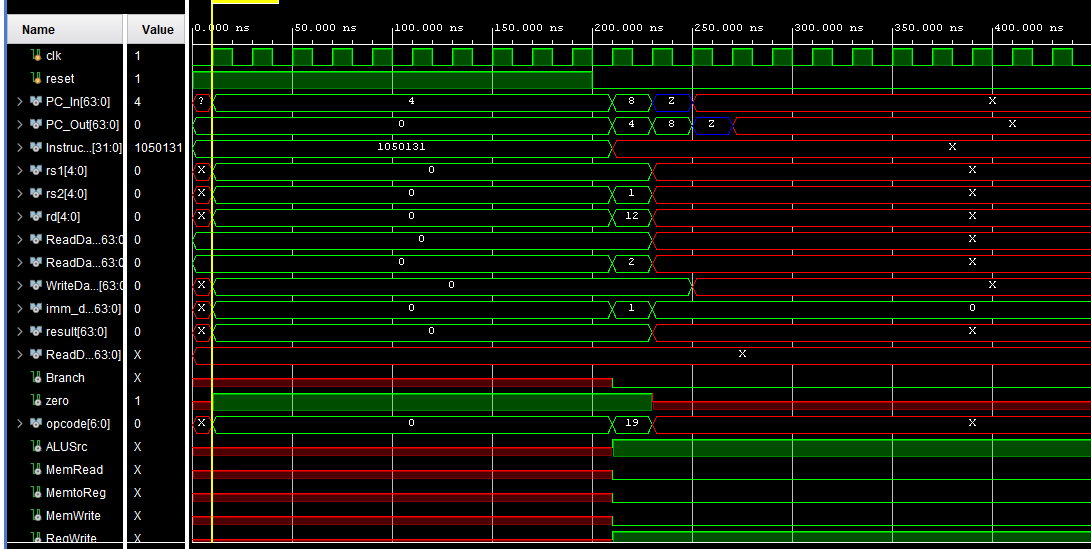 Name Value 0.000 ns 50.000 ns 100.000 ns 150.000 ns 200.000 ns 250.000 ns 300.000 ns 350.000 ns 400.000 ns
clk 1
reset 1
PC_In[63:0] 4 ? 4 8 Z X
PC_Out[63:0] 0 0 4 8 Z X
Instruc...[31:0] 1050131 1050131 X
rs1[4:0] 0 X 0 X
rs2[4:0] 0 X 0 1 X
rd[4:0] 0 X 0 12 X
ReadDa...63:0 0 0 X
ReadDa...63:0 0 0 2 X
WriteDa...[63:0 0 X 0 X
imm_d...63:0] 0 X 0 1 0
result[63:0] 0 X 0 X
ReadD...63:0] X X
Branch X
zero 1
opcode[6:0] 0 X 0 19 X
ALUSrc X
MemRead X
MemtoReg X
MemWrite X
RegWrite X